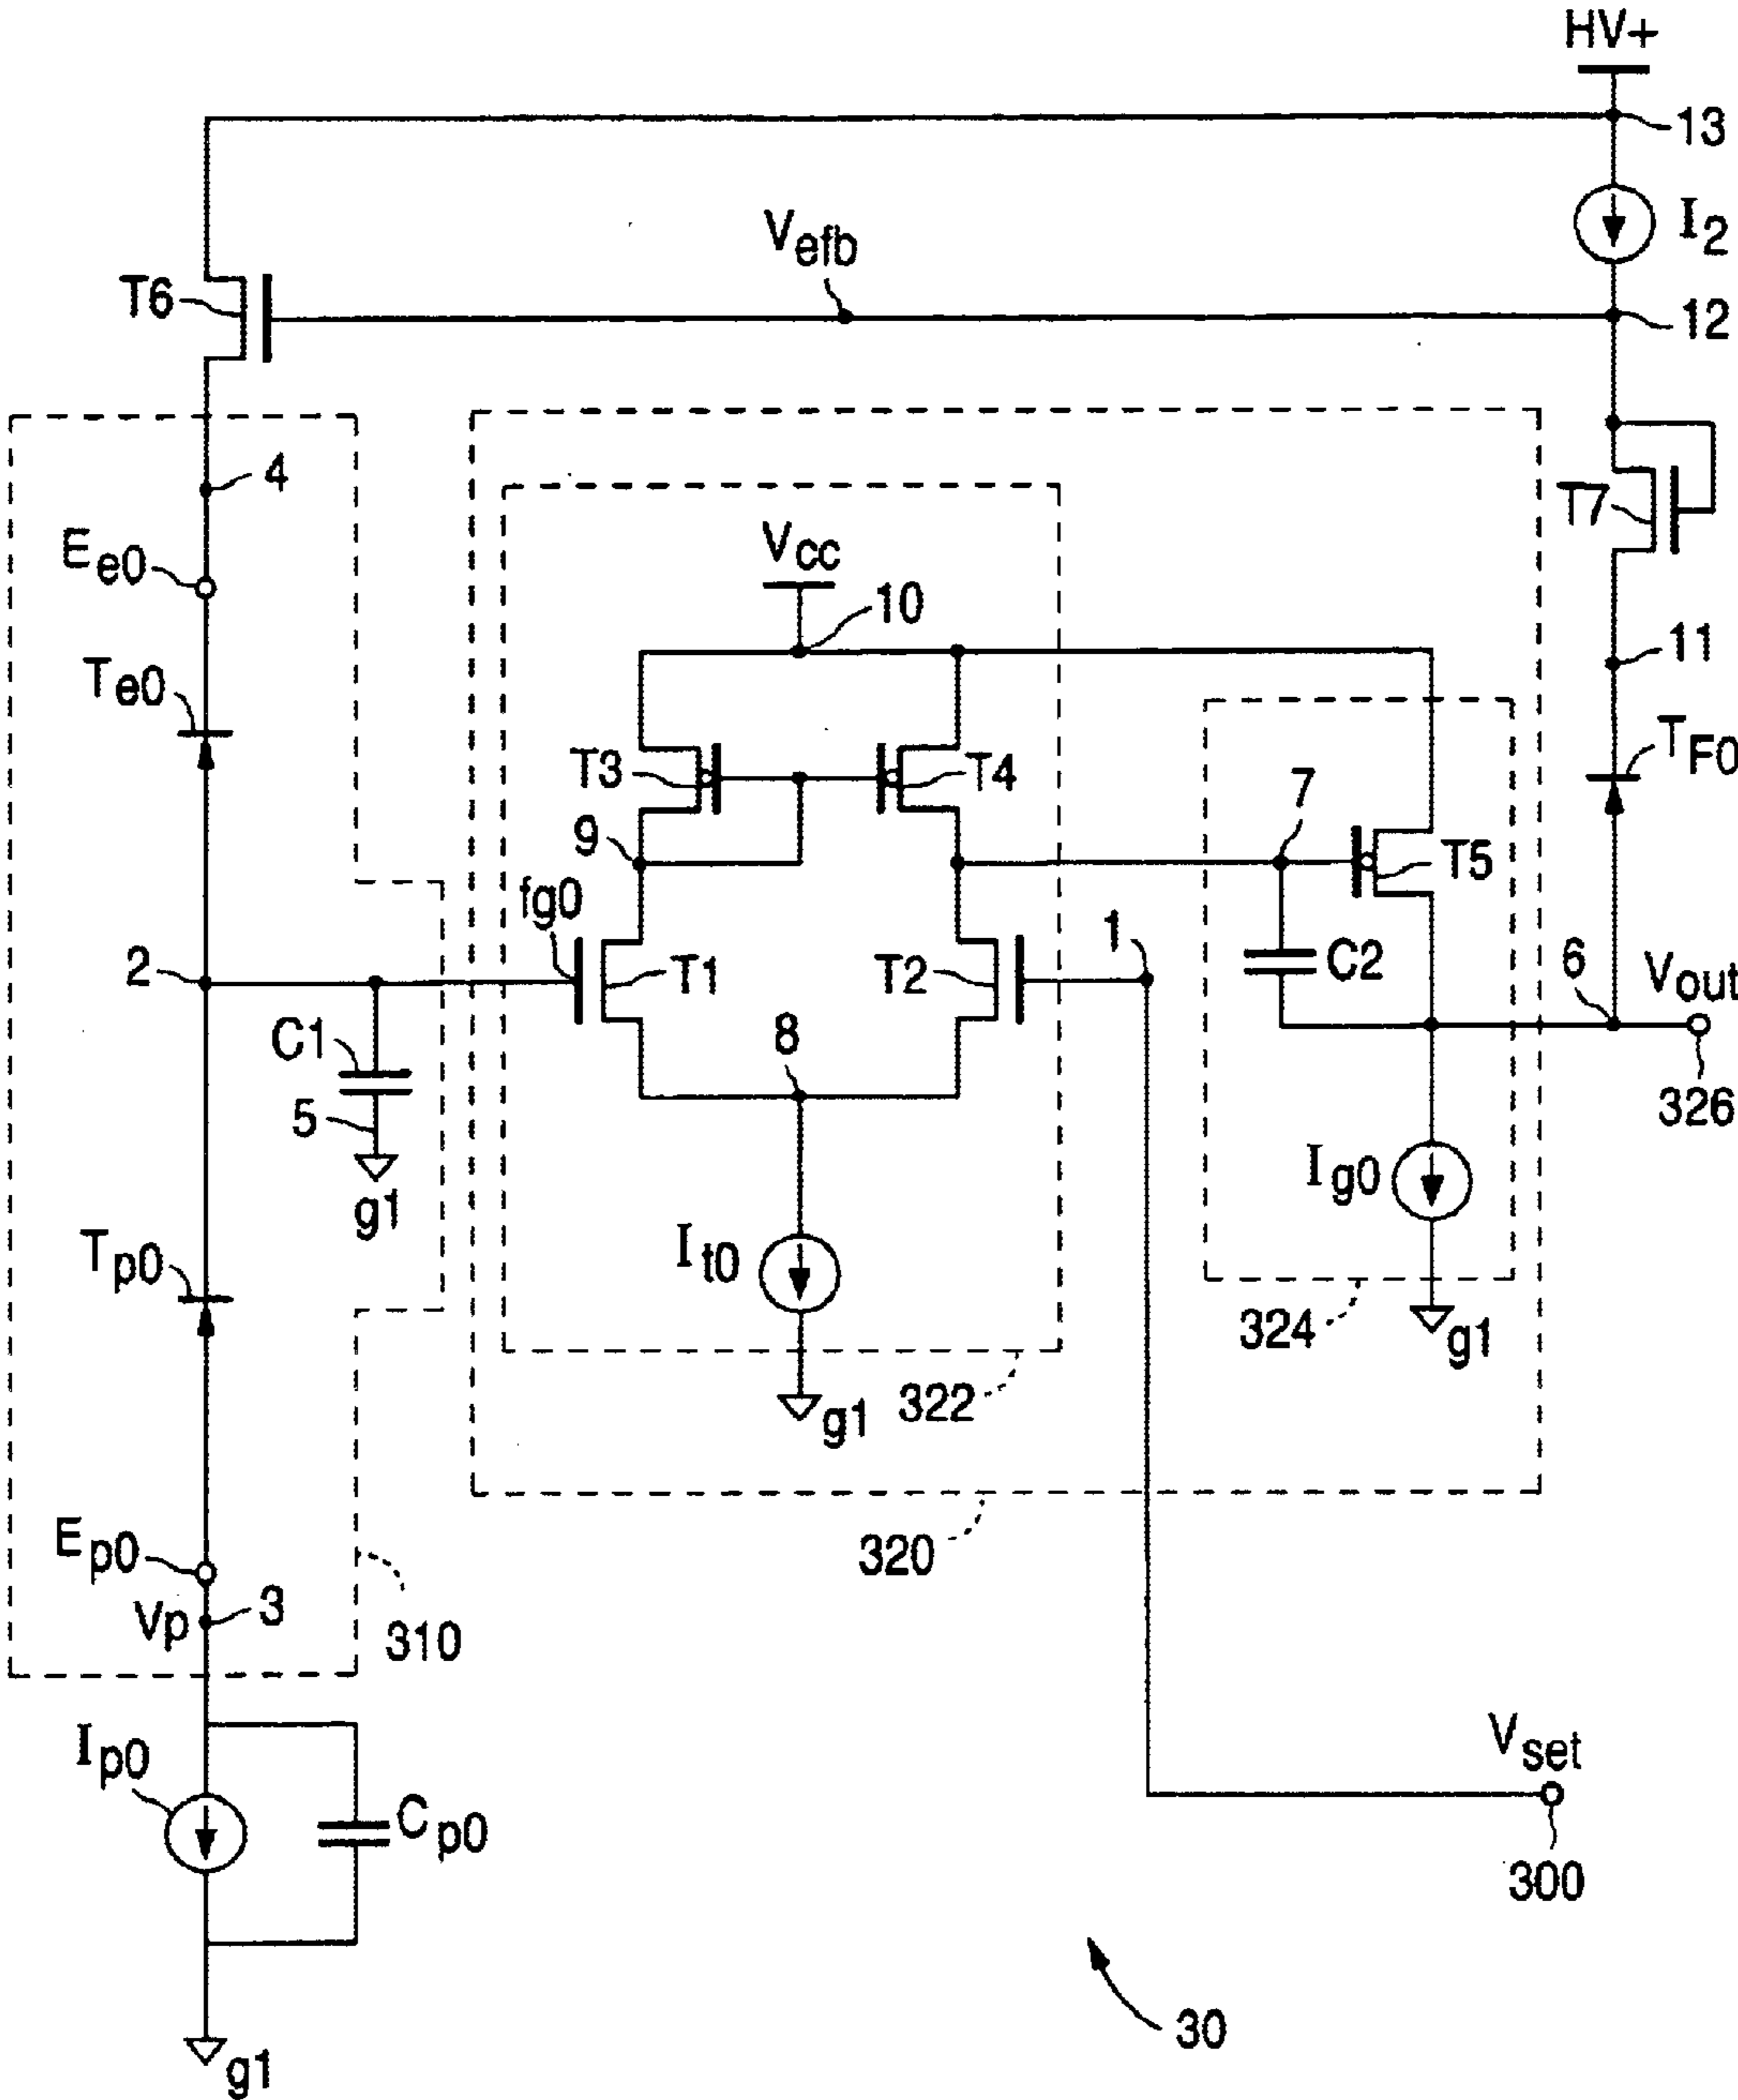 HV+
13
I2
Vefb
T6
12
4
Ee0
Vcc
10
T7
Te0
11
T3
T4
TF0
9
7
T5
fg0
1
2
T1
T2
C2
6
Vout
C1
8
5
326
g1
Tp0
It0
Ig0
324
g1
322
g1
Ep0
320
Vp
3
310
Ip0
Cp0
Vset
300
30
g1